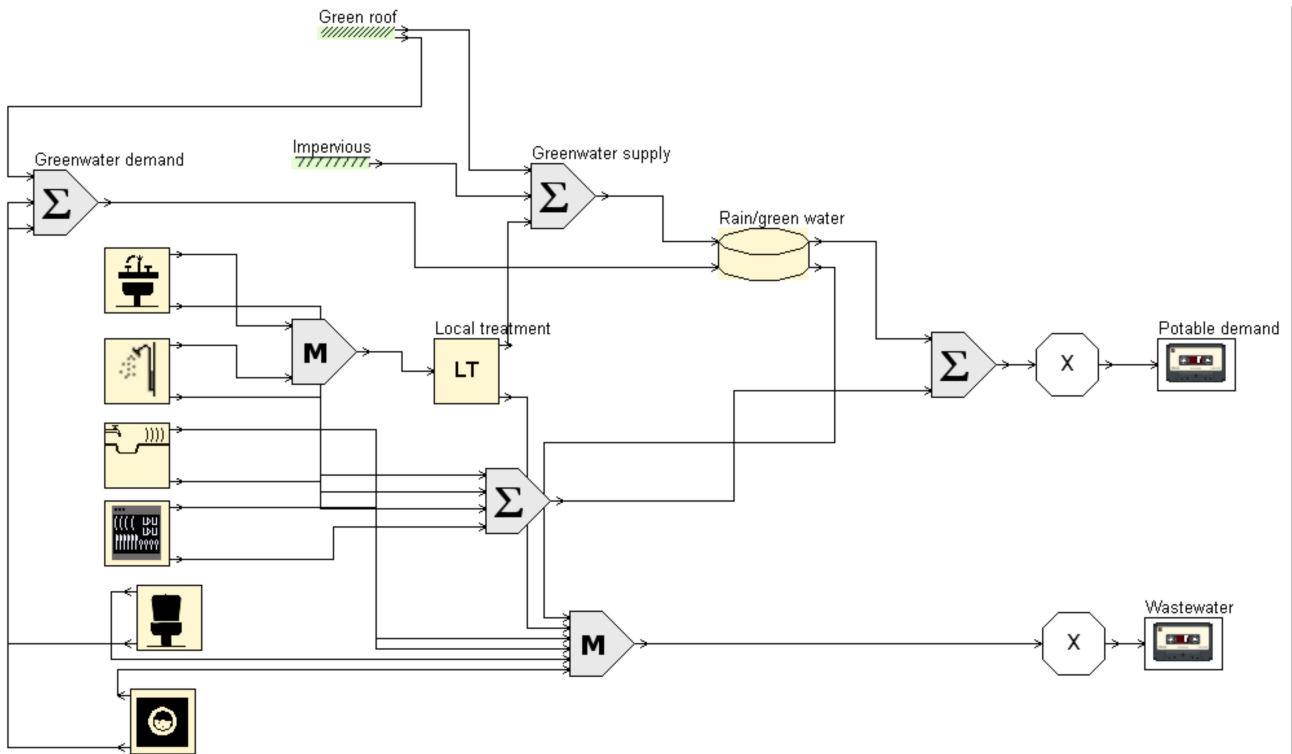 Green roof
Impervious
Greenwater demand
Greenwater supply
Σ
Σ
Rain/green water
M
Local treatment
LT
Σ
X
Potable demand
Σ
M
X
Wastewater